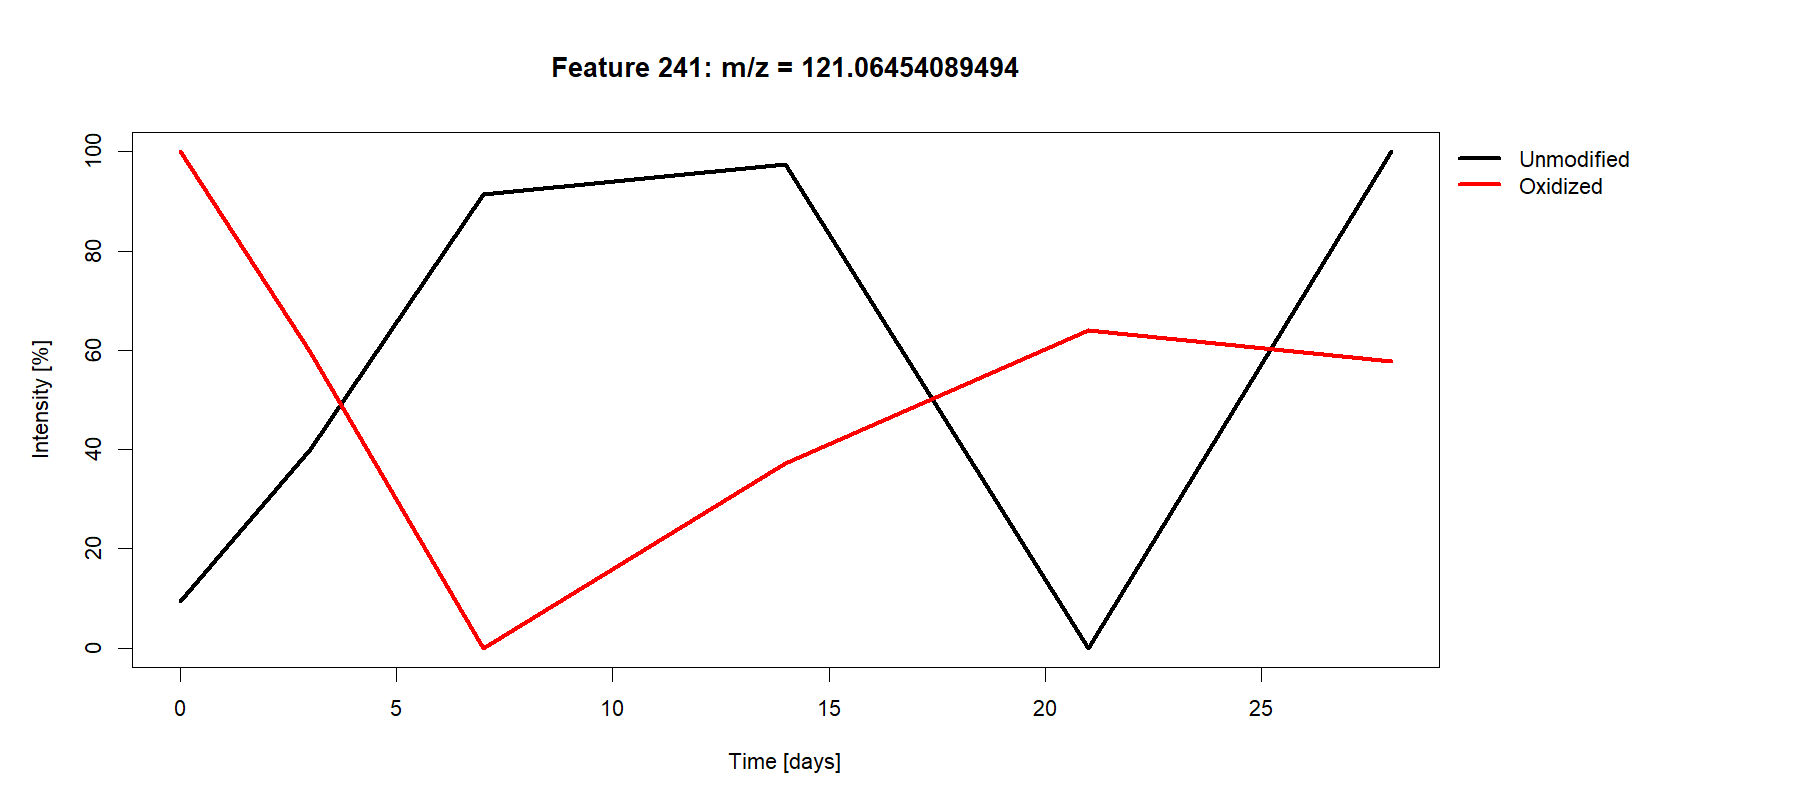 Feature 241: m/z = 121.06454089494
Unmodified
Oxidized
Intensity [%]
100
80
60
40
20
0
0 5 10 15 20 25
Time [days]